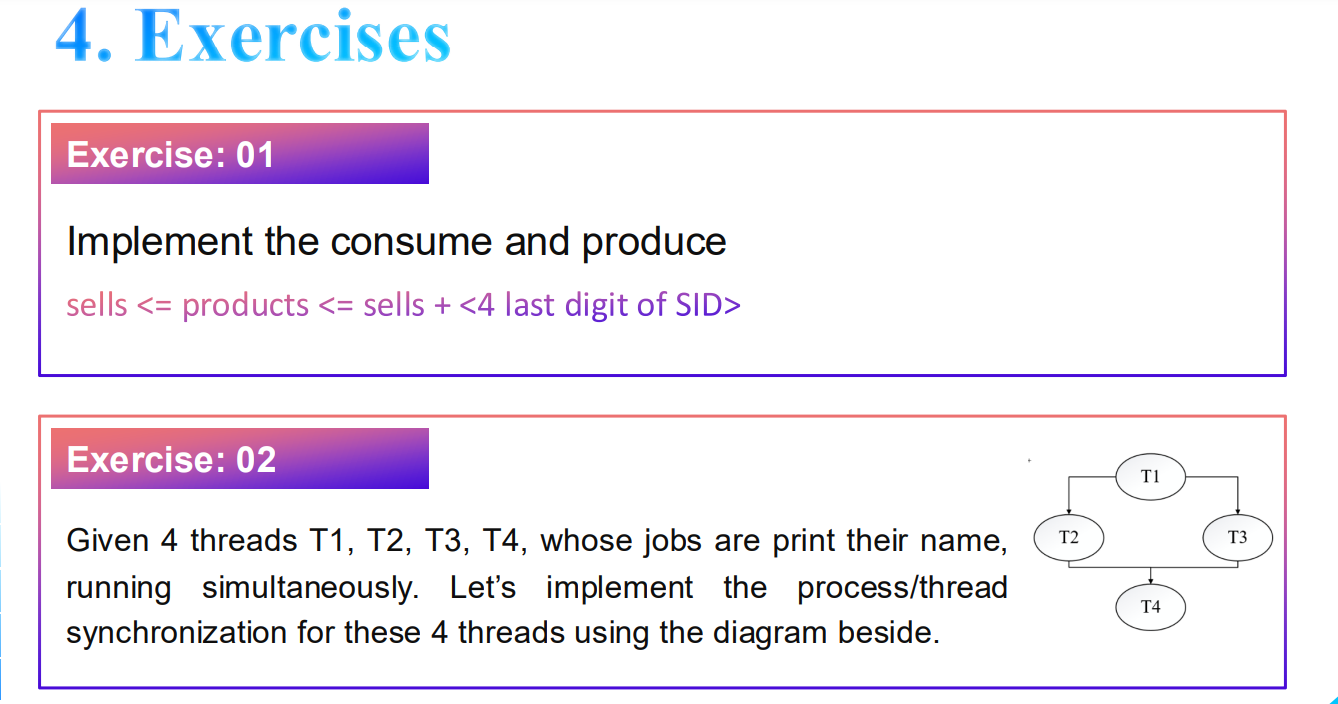 4. Exercises
Exercise: 01
Implement the consume and produce
sells <= products <= sells + <4 last digit of SID>
Exercise: 02
Given 4 threads T1, T2, T3, T4, whose jobs are print their name,
running simultaneously. Let’s implement the process/thread
synchronization for these 4 threads using the diagram beside.
T1
T2
T3
T4